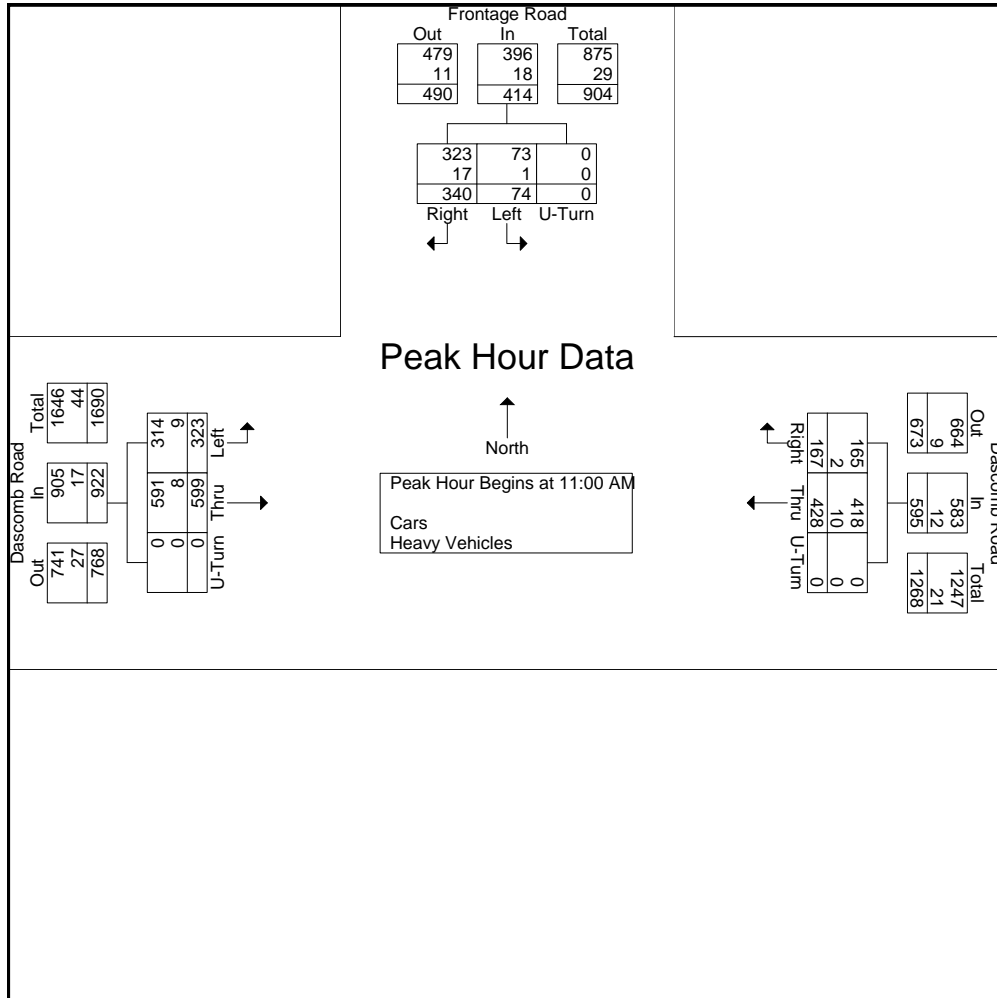 Frontage Road
Out In Total
479 396 875
11 18 29
490 414 904
323 73 0
17 1 0
340 74 0
Right Left U-Turn
Peak Hour Data
North
Peak Hour Begins at 11:00 AM
Cars
Heavy Vehicles
Dascomb Road
Out In Total
741 905 1646
27 17 44
768 922 1690
U-Turn Thru Left
0 591 314
0 8 9
0 599 323
Dascomb Road
Out In Total
664 583 1247
9 12 21
673 595 1268
165 418 0
2 10 0
167 428 0
Right Thru U-Turn